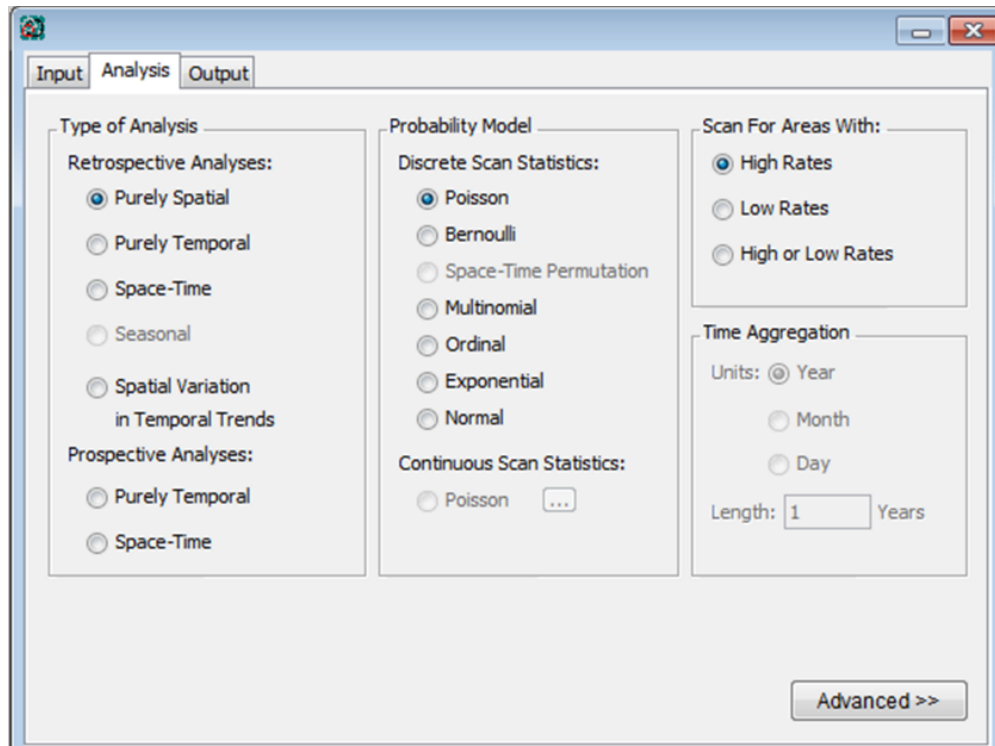 Input
Analysis
Output
Type of Analysis
Retrospective Analyses:
Purely Spatial
Purely Temporal
Space-Time
Seasonal
Spatial Variation
in Temporal Trends
Prospective Analyses:
Purely Temporal
Space-Time
Probability Model
Discrete Scan Statistics:
Poisson
Bernoulli
Space-Time Permutation
Multinomial
Ordinal
Exponential
Normal
Continuous Scan Statistics:
Poisson ...
Scan For Areas With:
High Rates
Low Rates
High or Low Rates
Time Aggregation
Units: Year
Month
Day
Length: 1 Years
Advanced >>